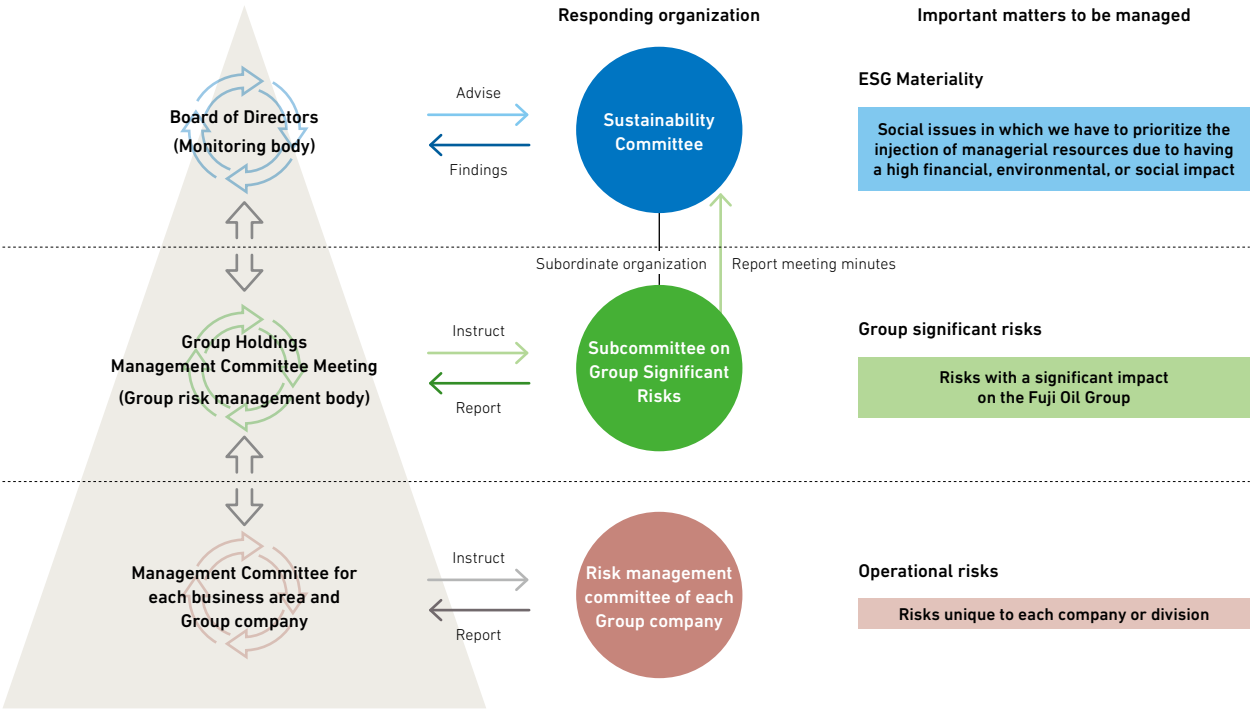 Responding organization
Important matters to be managed
Board of Directors
(Monitoring body)
Advise
Findings
Sustainability
Committee
ESG Materiality
Social issues in which we have to prioritize the
injection of managerial resources due to having
a high financial, environmental, or social impact
Subordinate organization
Report meeting minutes
Group Holdings
Management Committee Meeting
(Group risk management body)
Instruct
Report
Subcommittee on
Group Significant
Risks
Group significant risks
Risks with a significant impact
on the Fuji Oil Group
Management Committee for
each business area and
Group company
Instruct
Report
Risk management
committee of each
Group company
Operational risks
Risks unique to each company or division